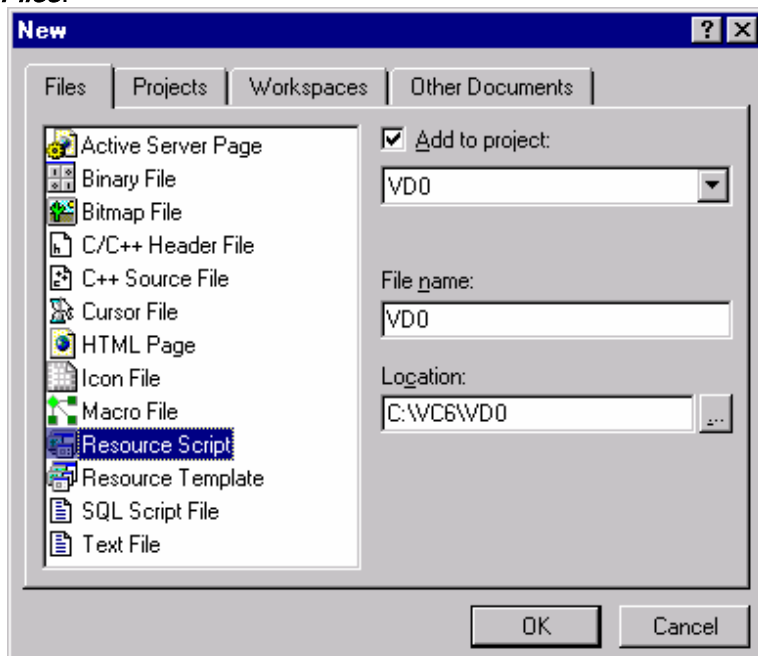 Files.
New
Files Projects Workspaces Other Documents
Active Server Page
Binary File
Bitmap File
C/C++ Header File
C++ Source File
Cursor File
HTML Page
Icon File
Macro File
Resource Script
Resource Template
SQL Script File
Text File
Add to project:
VD0
File name:
VD0
Location:
C:\VC6\VD0
...
OK Cancel